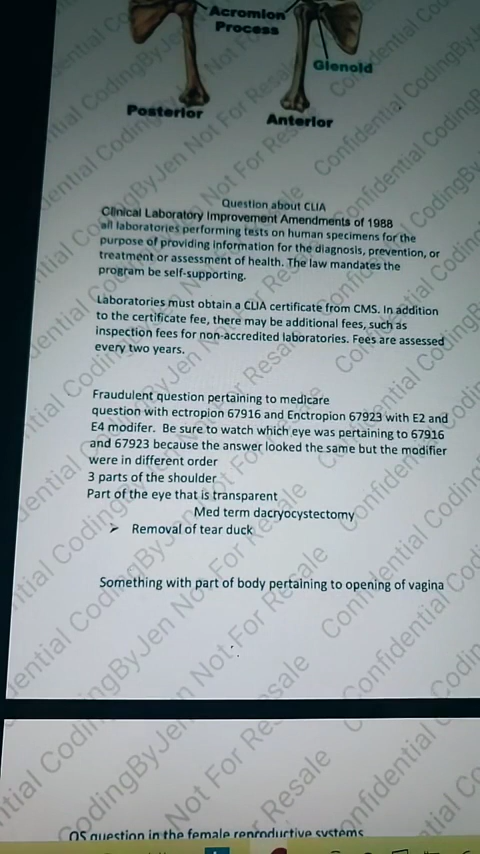 Acromion
Process
Glenoid
Posterior
Anterior
Question about CLIA
Clinical Laboratory Improvement Amendments of 1988
all laboratories performing tests on human specimens for the
purpose of providing information for the diagnosis, prevention, or
treatment or assessment of health. The law mandates the
program be self-supporting.
Laboratories must obtain a CLIA certificate from CMS. In addition
to the certificate fee, there may be additional fees, such as
inspection fees for non-accredited laboratories. Fees are assessed
every two years.
Fraudulent question pertaining to medicare
question with ectropion 67916 and Enctropion 67923 with E2 and
E4 modifer. Be sure to watch which eye was pertaining to 67916
and 67923 because the answer looked the same but the modifier
were in different order
3 parts of the shoulder
Part of the eye that is transparent
Med term dacryocystectomy
➤ Removal of tear duck
Something with part of body pertaining to opening of vagina
OS question in the female reproductive systems
Confidential CodingByJen Not For Resale